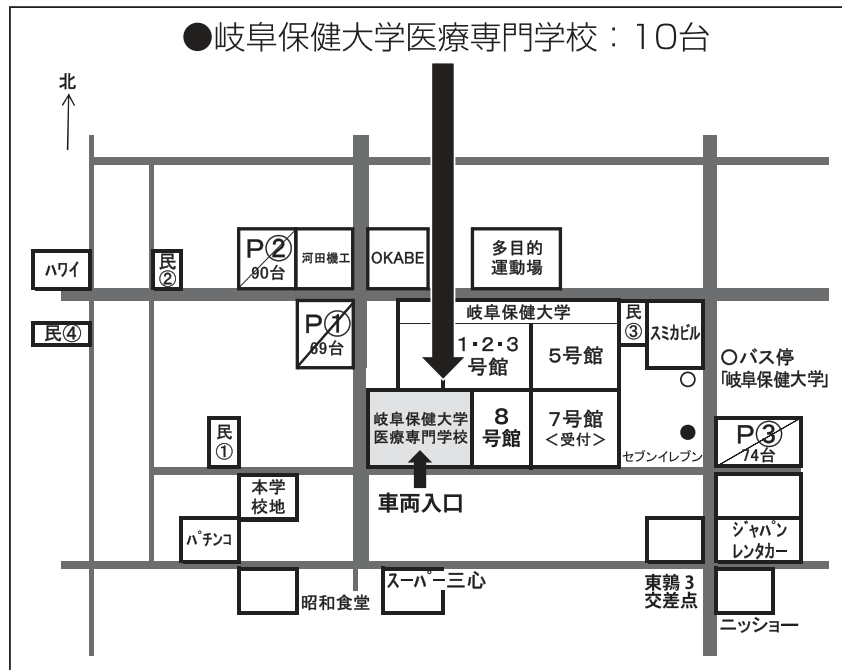 ●岐阜保健大学医療専門学校：10台
北
ハワイ
民②
P②
90台
河田機工
OKABE
多目的
運動場
民④
P①
69台
岐阜保健大学
1・2・3
号館
5号館
民③
スミカビル
○バス停
「岐阜保健大学」
民①
岐阜保健大学
医療専門学校
8
号館
7号館
<受付>
セブンイレブン
P③
74台
車両入口
本学
校地
パチンコ
ジャパン
レンタカー
昭和食堂
スーパー三心
東鶉3
交差点
ニッショー